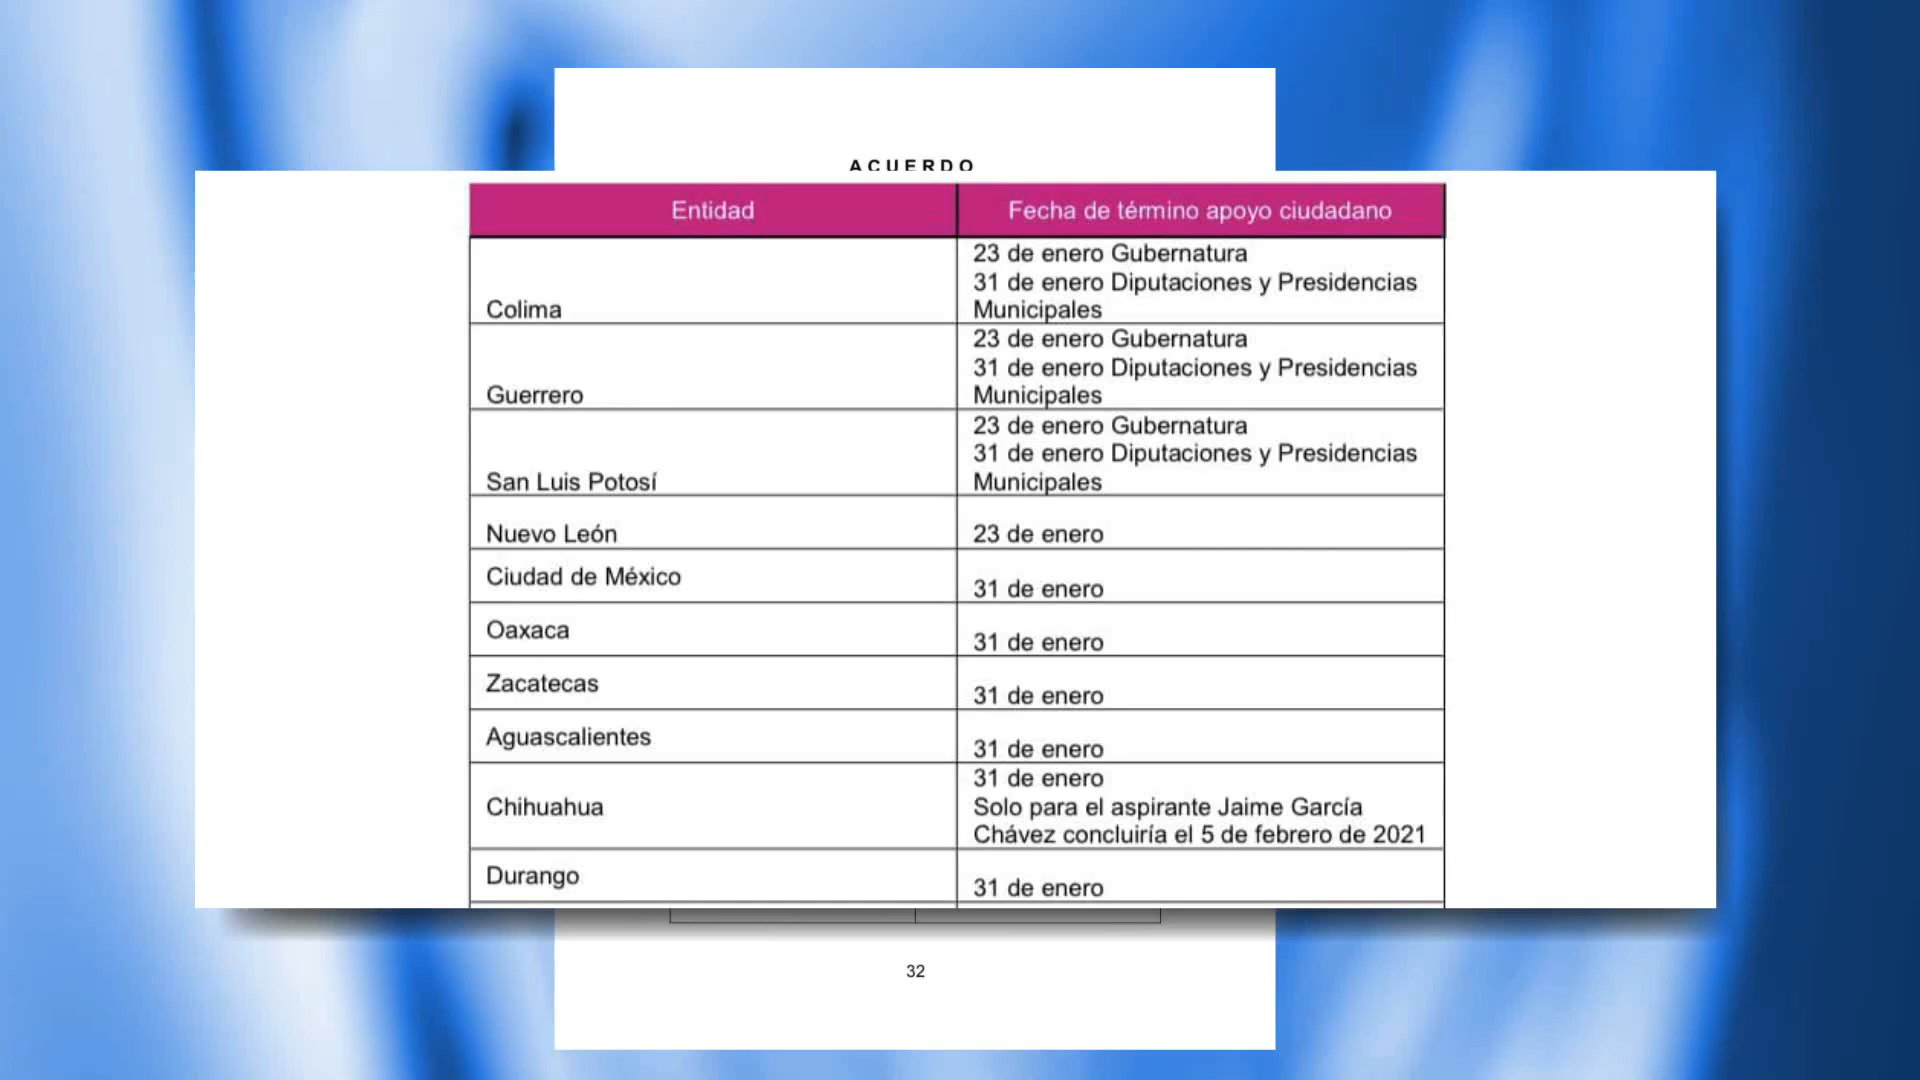 ACUERDO
Entidad
Fecha de término apoyo ciudadano
Colima
23 de enero Gubernatura
31 de enero Diputaciones y Presidencias
Municipales
Guerrero
23 de enero Gubernatura
31 de enero Diputaciones y Presidencias
Municipales
San Luis Potosí
23 de enero Gubernatura
31 de enero Diputaciones y Presidencias
Municipales
Nuevo León
23 de enero
Ciudad de México
31 de enero
Oaxaca
31 de enero
Zacatecas
31 de enero
Aguascalientes
31 de enero
Chihuahua
31 de enero
Solo para el aspirante Jaime García
Chávez concluiría el 5 de febrero de 2021
Durango
31 de enero
32